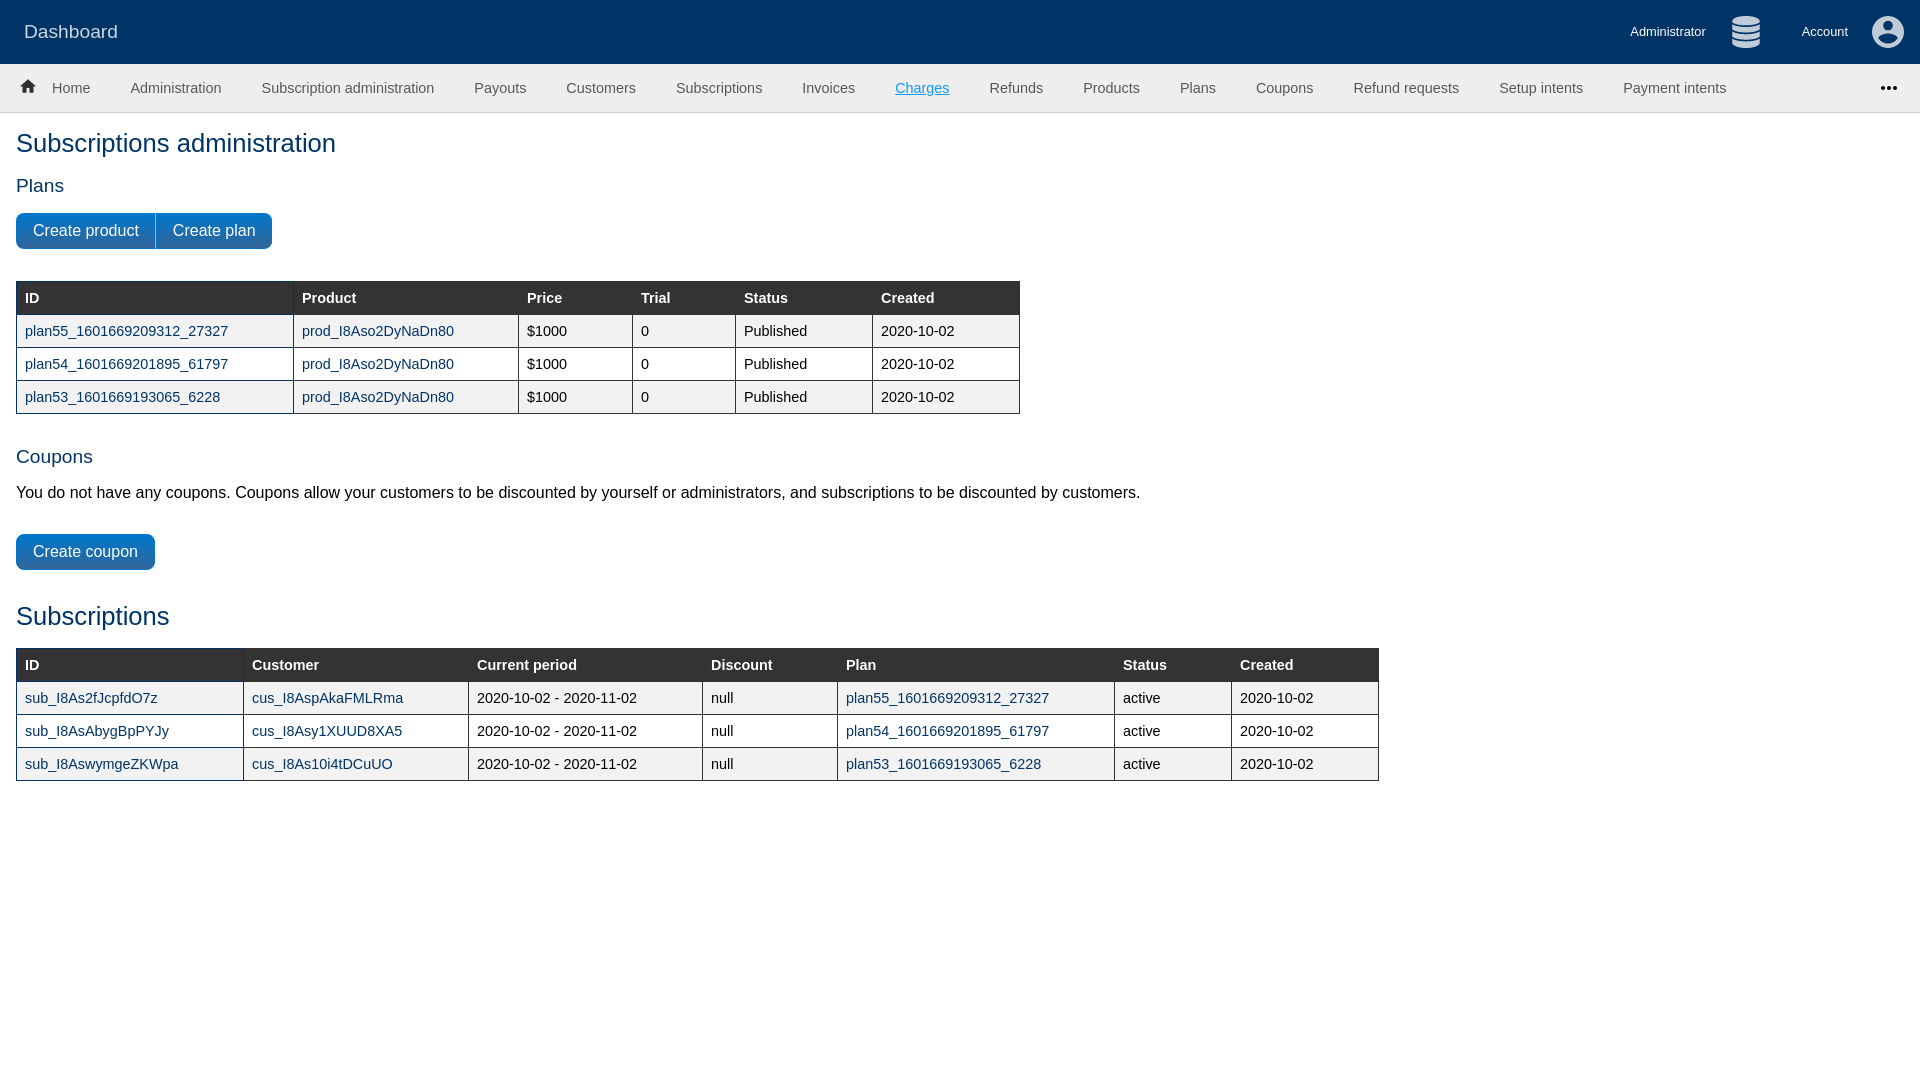 Dashboard Administrator Account
Home Administration Subscription administration Payouts Customers Subscriptions Invoices Charges Refunds Products Plans Coupons Refund requests Setup intents Payment intents
Subscriptions administration
Plans
Create product Create plan
ID Product Price Trial Status Created
plan55_1601669209312_27327 prod_I8Aso2DyNaDn80 $1000 0 Published 2020-10-02
plan54_1601669201895_61797 prod_I8Aso2DyNaDn80 $1000 0 Published 2020-10-02
plan53_1601669193065_6228 prod_I8Aso2DyNaDn80 $1000 0 Published 2020-10-02
Coupons
You do not have any coupons. Coupons allow your customers to be discounted by yourself or administrators, and subscriptions to be discounted by customers.
Create coupon
Subscriptions
ID Customer Current period Discount Plan Status Created
sub_I8As2fJcpfdO7z cus_I8AspAkaFMLRma 2020-10-02 - 2020-11-02 null plan55_1601669209312_27327 active 2020-10-02
sub_I8AsAbygBpPYJy cus_I8Asy1XUUD8XA5 2020-10-02 - 2020-11-02 null plan54_1601669201895_61797 active 2020-10-02
sub_I8AswymgeZKWpa cus_I8As10i4tDCuUO 2020-10-02 - 2020-11-02 null plan53_1601669193065_6228 active 2020-10-02